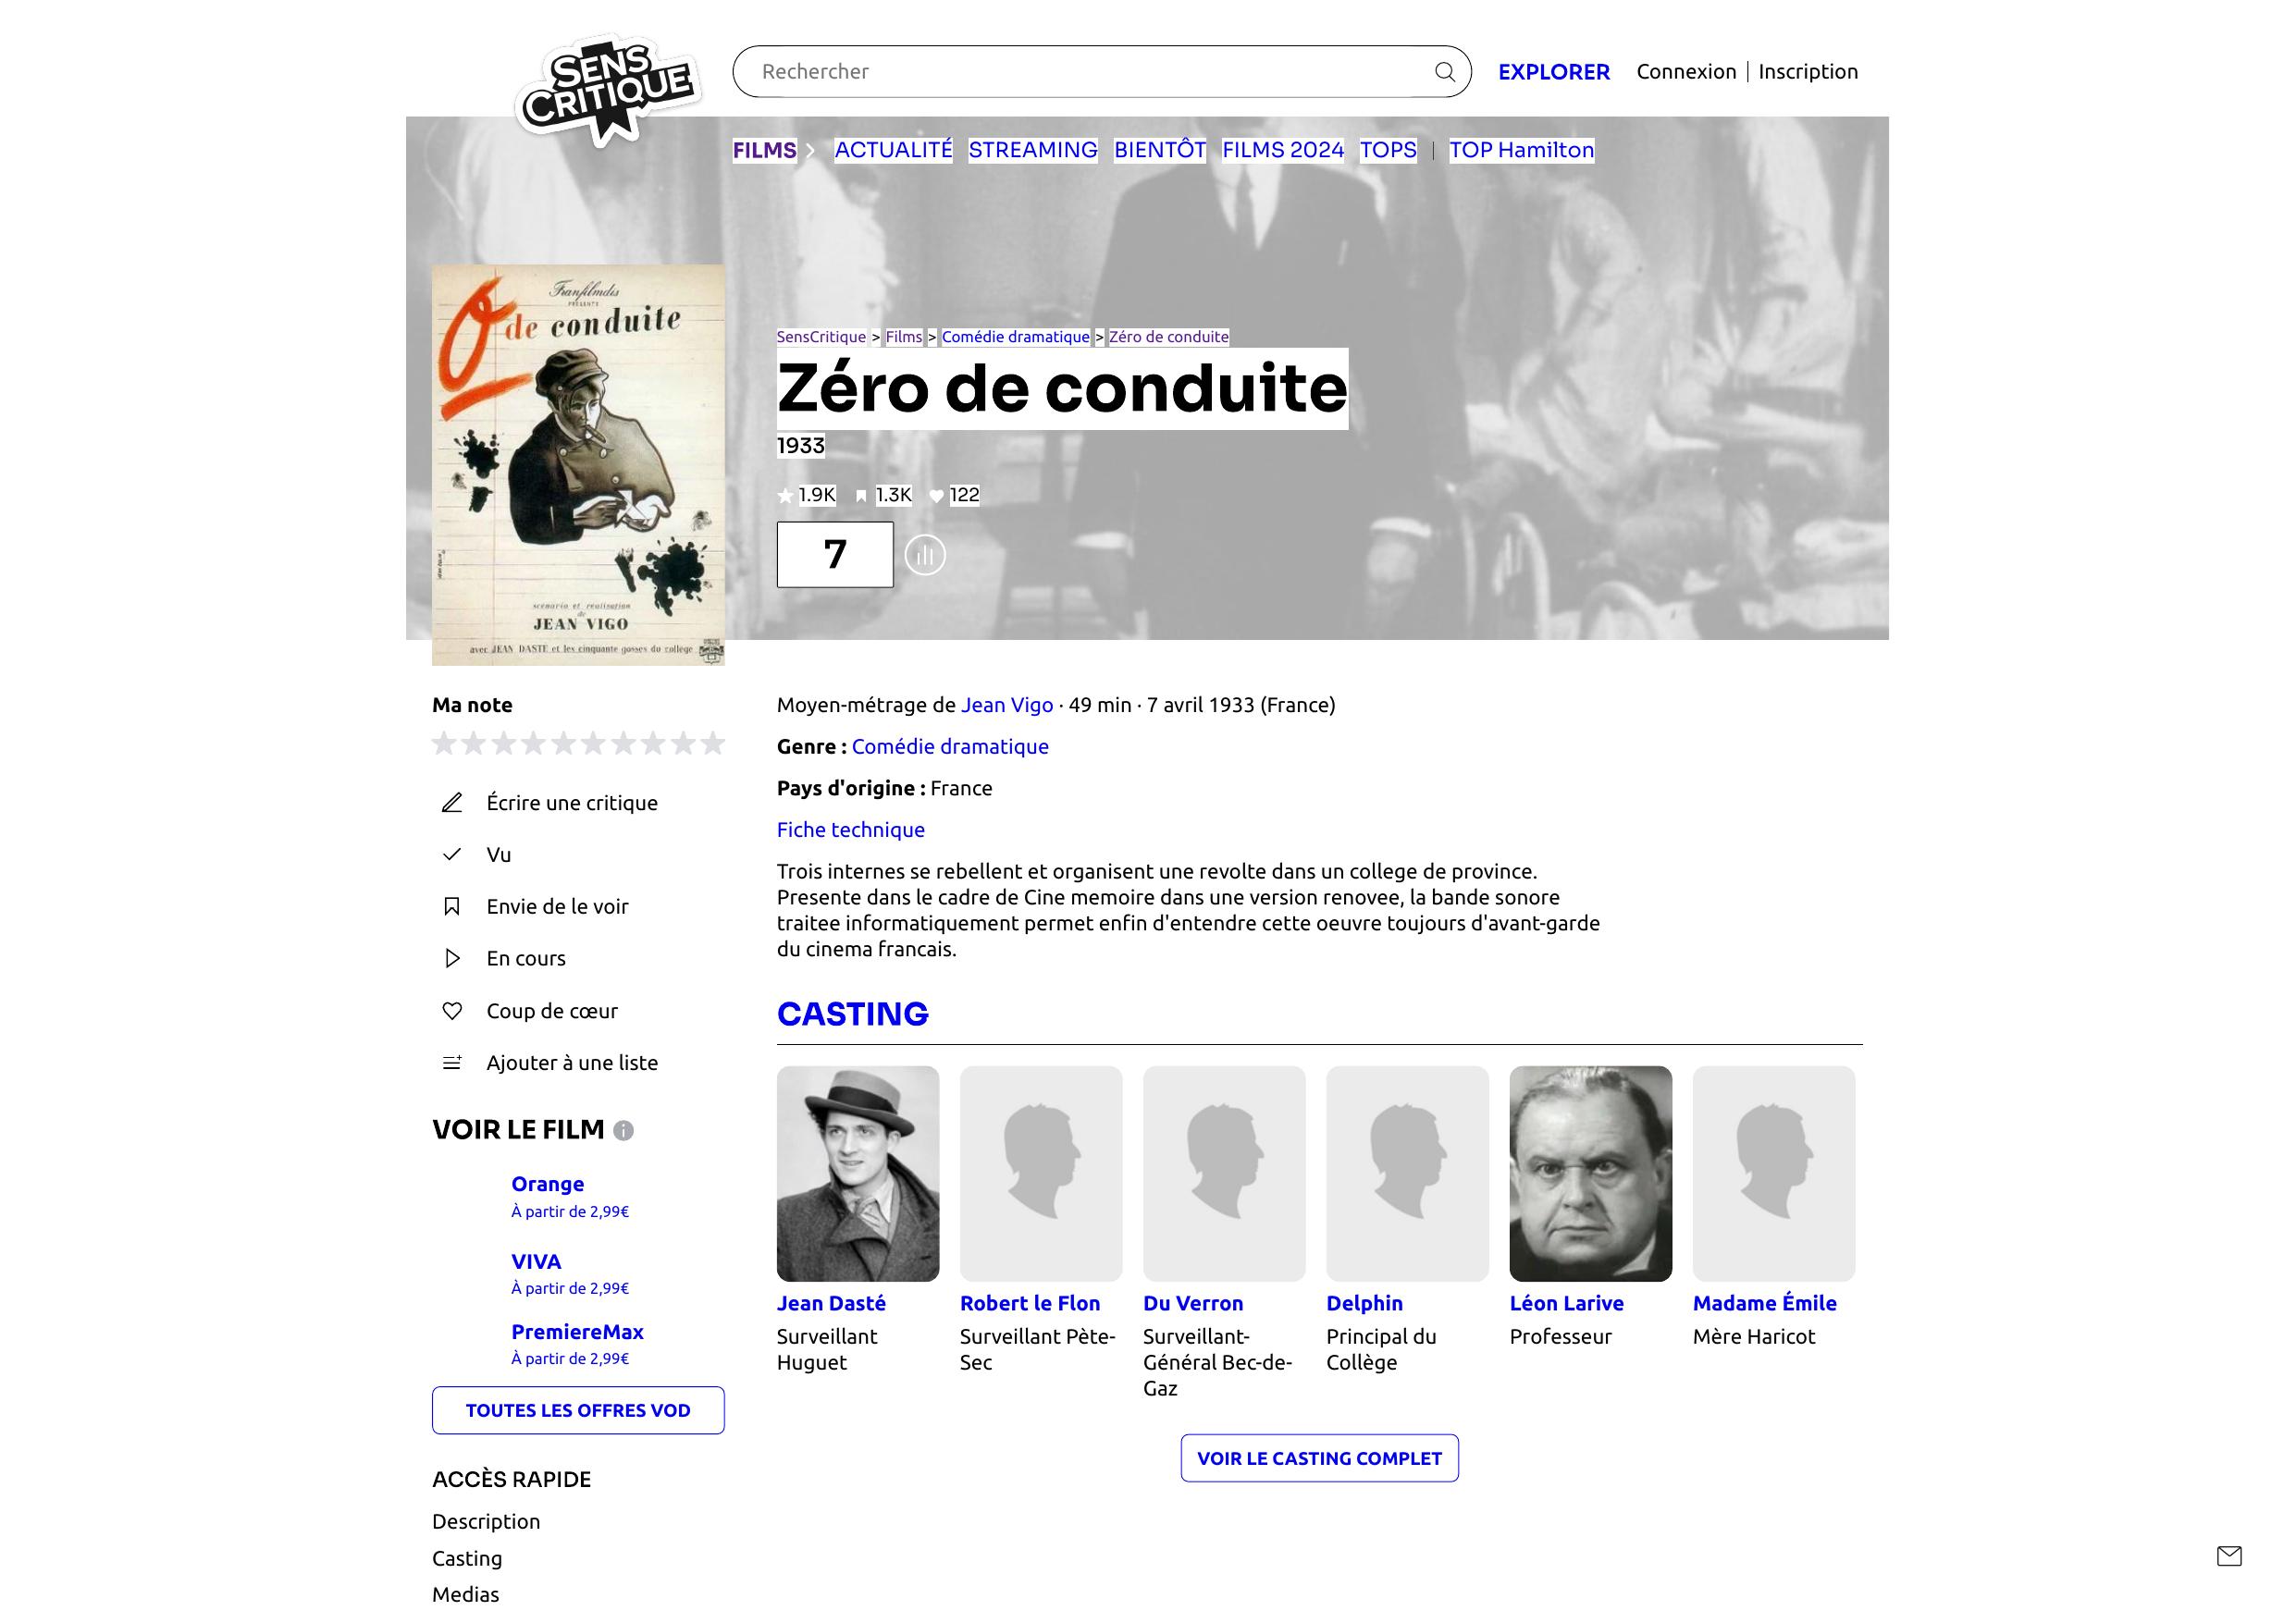 SENS
CRITIQUE
Rechercher
EXPLORER
Connexion
Inscription
FILMS
ACTUALITÉ
STREAMING
BIENTÔT
FILMS 2024
TOPS
TOP Hamilton
Franfilmdis
PRÉSENTE
0 de conduite
scénario et réalisation
de
JEAN VIGO
avec JEAN DASTÉ et les cinquante gosses du collège
SensCritique > Films > Comédie dramatique > Zéro de conduite
Zéro de conduite
1933
1.9K
1.3K
122
7
Ma note
Écrire une critique
Vu
Envie de le voir
En cours
Coup de cœur
Ajouter à une liste
VOIR LE FILM
Orange
À partir de 2,99€
VIVA
À partir de 2,99€
PremiereMax
À partir de 2,99€
TOUTES LES OFFRES VOD
ACCÈS RAPIDE
Description
Casting
Medias
Moyen-métrage de Jean Vigo · 49 min · 7 avril 1933 (France)
Genre : Comédie dramatique
Pays d'origine : France
Fiche technique
Trois internes se rebellent et organisent une revolte dans un college de province.
Presente dans le cadre de Cine memoire dans une version renovee, la bande sonore
traitee informatiquement permet enfin d'entendre cette oeuvre toujours d'avant-garde
du cinema francais.
CASTING
Jean Dasté
Surveillant
Huguet
Robert le Flon
Surveillant Pète-
Sec
Du Verron
Surveillant-
Général Bec-de-
Gaz
Delphin
Principal du
Collège
Léon Larive
Professeur
Madame Émile
Mère Haricot
VOIR LE CASTING COMPLET